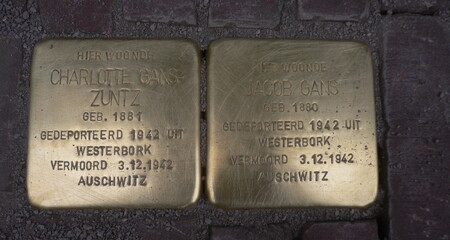 HIER WOONDE
CHARLOTTE GANS-
ZUNTZ
GEB. 1881
GEDEPORTEERD 1942 UIT
WESTERBORK
VERMOORD 3.12.1942
AUSCHWITZ
HIER WOONDE
JACOB GANS
GEB. 1880
GEDEPORTEERD 1942 UIT
WESTERBORK
VERMOORD 3.12.1942
AUSCHWITZ